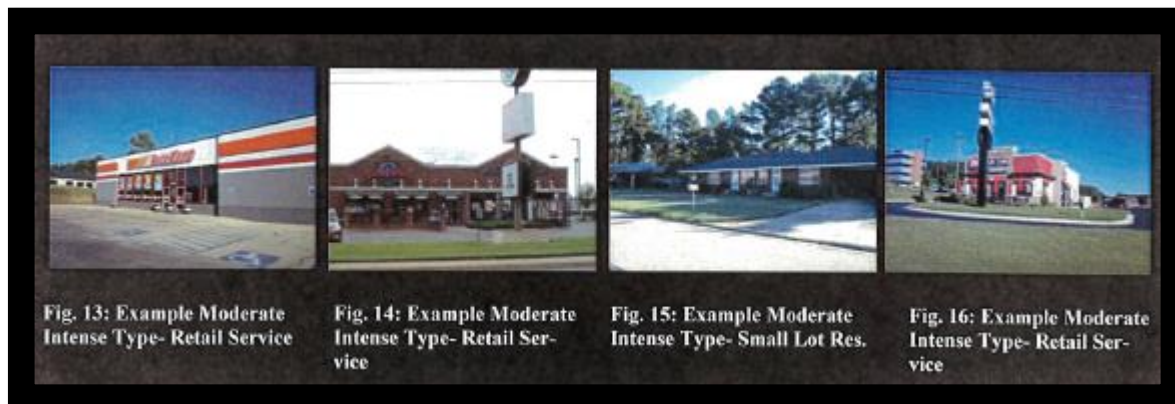 Fig. 13: Example Moderate
Intense Type- Retail Service
Fig. 14: Example Moderate
Intense Type- Retail Ser-
vice
Fig. 15: Example Moderate
Intense Type- Small Lot Res.
Fig. 16: Example Moderate
Intense Type- Retail Ser-
vice